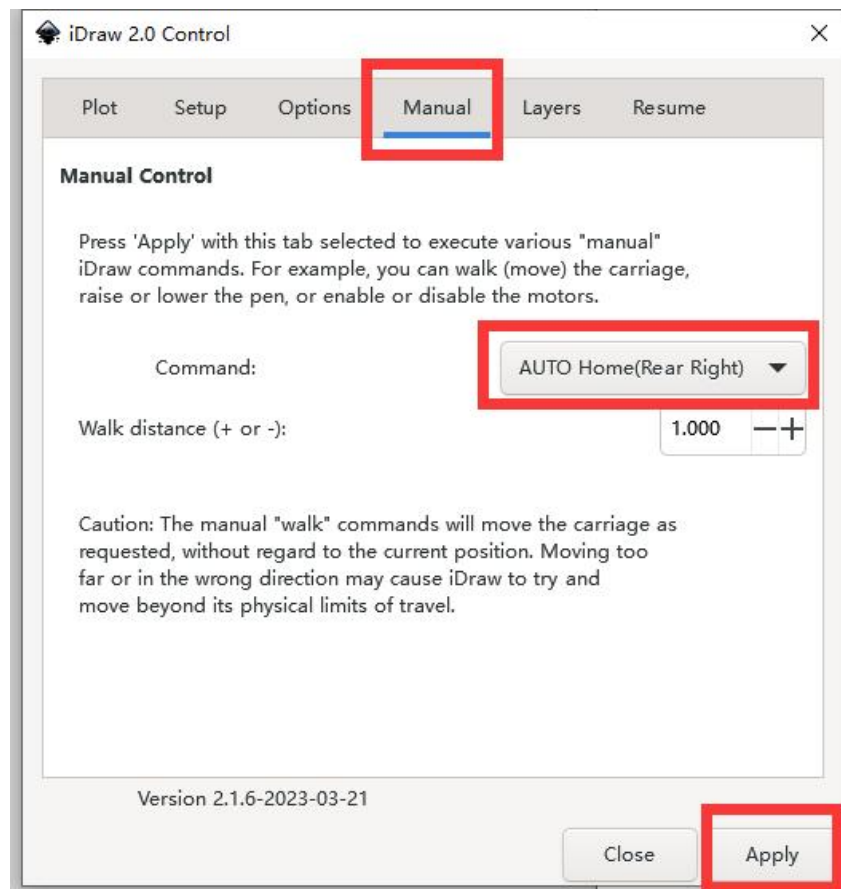 iDraw 2.0 Control
Plot Setup Options Manual Layers Resume
Manual Control
Press 'Apply' with this tab selected to execute various "manual"
iDraw commands. For example, you can walk (move) the carriage,
raise or lower the pen, or enable or disable the motors.
Command: AUTO Home(Rear Right)
Walk distance (+ or -): 1.000
Caution: The manual "walk" commands will move the carriage as
requested, without regard to the current position. Moving too
far or in the wrong direction may cause iDraw to try and
move beyond its physical limits of travel.
Version 2.1.6-2023-03-21
Close Apply